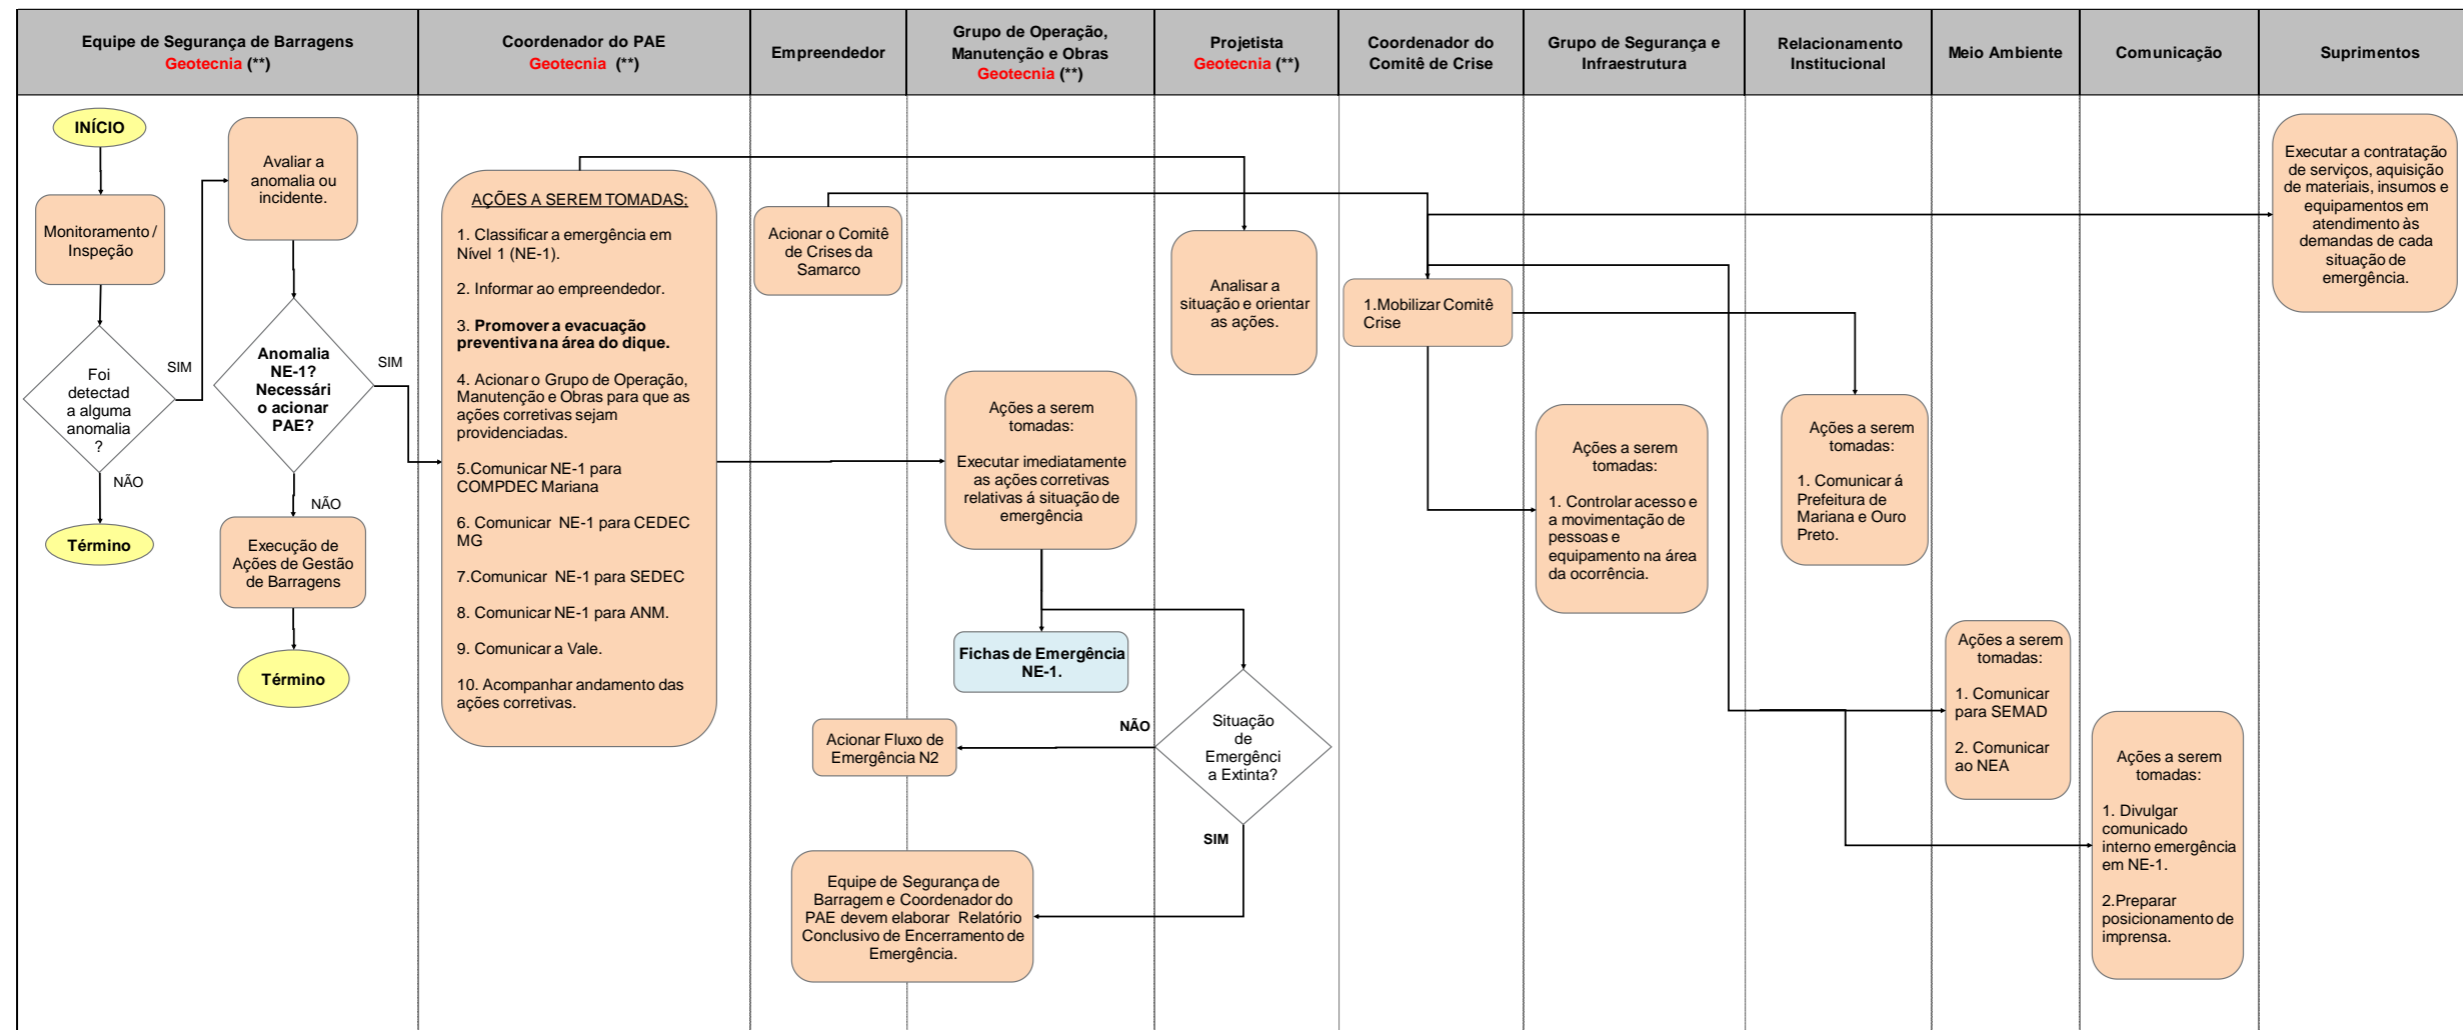 Equipe de Segurança de Barragens
Geotecnia (**)
Coordenador do PAE
Geotecnia (**)
Empreendedor
Grupo de Operação,
Manutenção e Obras
Geotecnia (**)
Projetista
Geotecnia (**)
Coordenador do
Comitê de Crise
Grupo de Segurança e
Infraestrutura
Relacionamento
Institucional
Meio Ambiente
Comunicação
Suprimentos
INÍCIO
Monitoramento /
Inspeção
Foi
detectad
a alguma
anomalia
?
SIM
NÃO
Término
Avaliar a
anomalia ou
incidente.
Anomalia
NE-1?
Necessári
o acionar
PAE?
SIM
NÃO
Execução de
Ações de Gestão
de Barragens
Término
AÇÕES A SEREM TOMADAS:
1. Classificar a emergência em
Nível 1 (NE-1).
2. Informar ao empreendedor.
3. Promover a evacuação
preventiva na área do dique.
4. Acionar o Grupo de Operação,
Manutenção e Obras para que as
ações corretivas sejam
providenciadas.
5.Comunicar NE-1 para
COMPDEC Mariana
6. Comunicar NE-1 para CEDEC
MG
7.Comunicar NE-1 para SEDEC
8. Comunicar NE-1 para ANM.
9. Comunicar a Vale.
10. Acompanhar andamento das
ações corretivas.
Acionar o Comitê
de Crises da
Samarco
Ações a serem
tomadas:
Executar imediatamente
as ações corretivas
relativas á situação de
emergência
Fichas de Emergência
NE-1.
Acionar Fluxo de
Emergência N2
Equipe de Segurança de
Barragem e Coordenador do
PAE devem elaborar Relatório
Conclusivo de Encerramento de
Emergência.
Analisar a
situação e orientar
as ações.
NÃO
Situação
de
Emergênci
a Extinta?
SIM
1.Mobilizar Comitê
Crise
Ações a serem
tomadas:
1. Controlar acesso e
a movimentação de
pessoas e
equipamento na área
da ocorrência.
Ações a serem
tomadas:
1. Comunicar á
Prefeitura de
Mariana e Ouro
Preto.
Ações a serem
tomadas:
1. Comunicar
para SEMAD
2. Comunicar
ao NEA
Ações a serem
tomadas:
1. Divulgar
comunicado
interno emergência
em NE-1.
2.Preparar
posicionamento de
imprensa.
Executar a contratação
de serviços, aquisição
de materiais, insumos e
equipamentos em
atendimento às
demandas de cada
situação de
emergência.